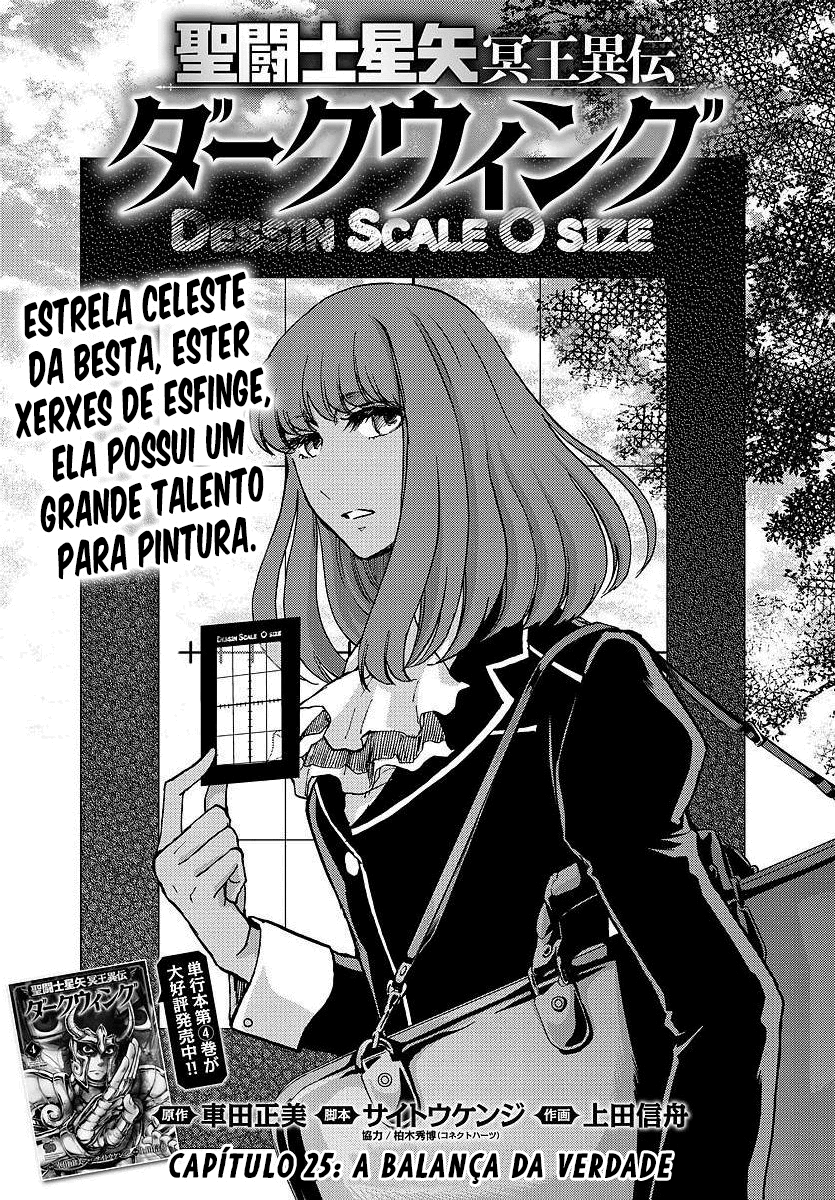 聖闘士星矢 冥王異伝
ダークウィング
DESSIN SCALE O SIZE
ESTRELA CELESTE
DA BESTA, ESTER
XERXES DE ESFINGE,
ELA POSSUI UM
GRANDE TALENTO
PARA PINTURA.
DESSIN SCALE O SIZE
聖闘士星矢 冥王異伝
ダークウィング
4
単行本第④巻が
大好評発売中!!
原作 車田正美 脚本 サイトウケンジ 作画 上田信舟
協力/柏木秀博(コネクトハーツ)
CAPÍTULO 25: A BALANÇA DA VERDADE